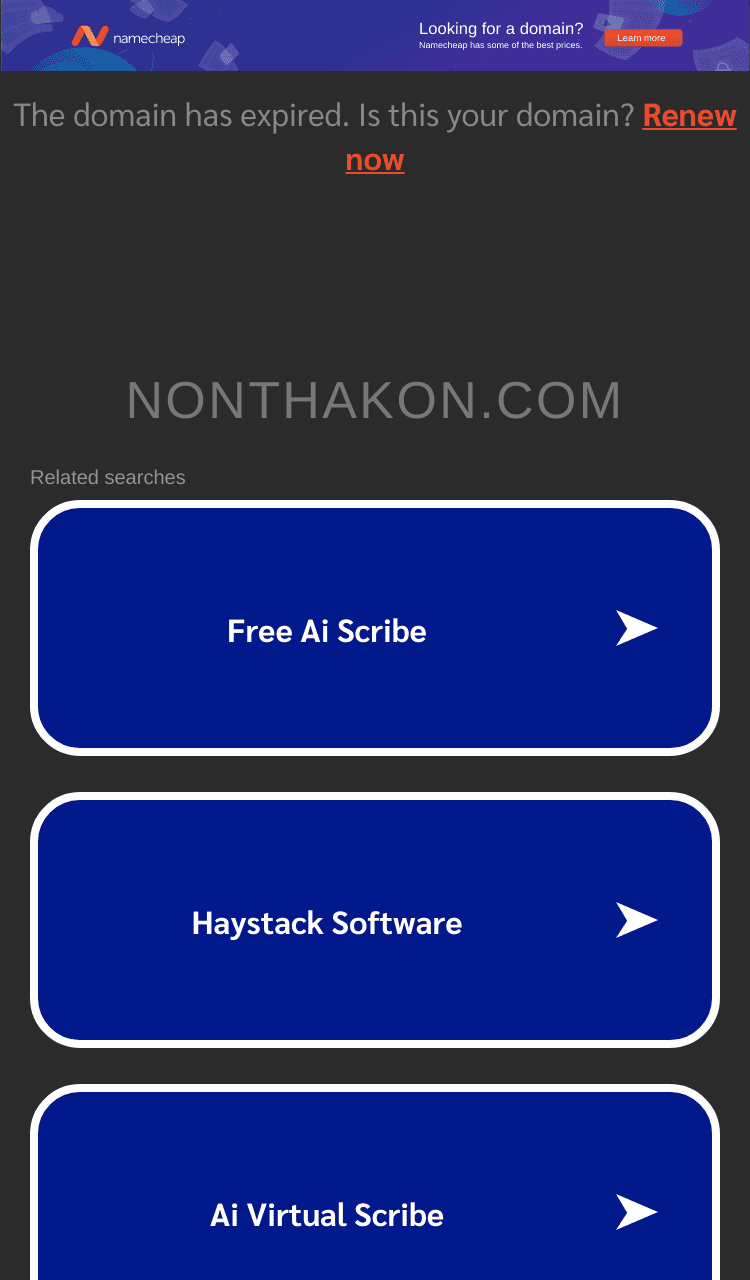 namecheap
Looking for a domain?
Namecheap has some of the best prices.
Learn more
The domain has expired. Is this your domain? Renew
now
NONTHAKON.COM
Related searches
Free Ai Scribe
Haystack Software
Ai Virtual Scribe